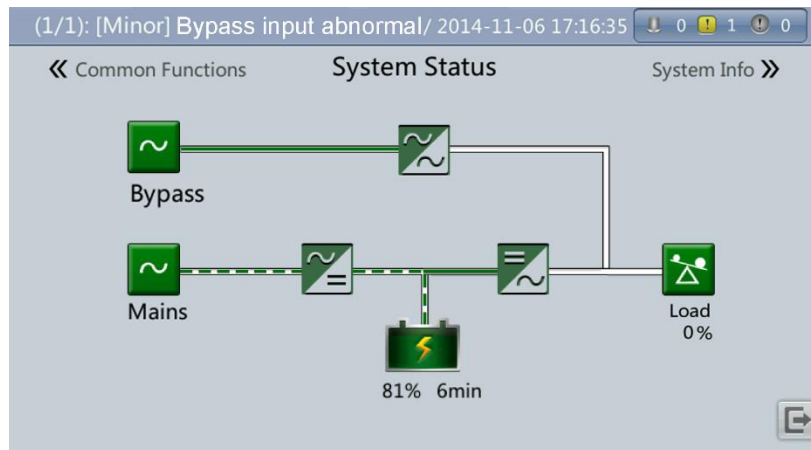 (1/1): [Minor] Bypass input abnormal/ 2014-11-06 17:16:35 0 1 0
Common Functions System Status System Info
Bypass
Mains
Load
0%
81% 6min